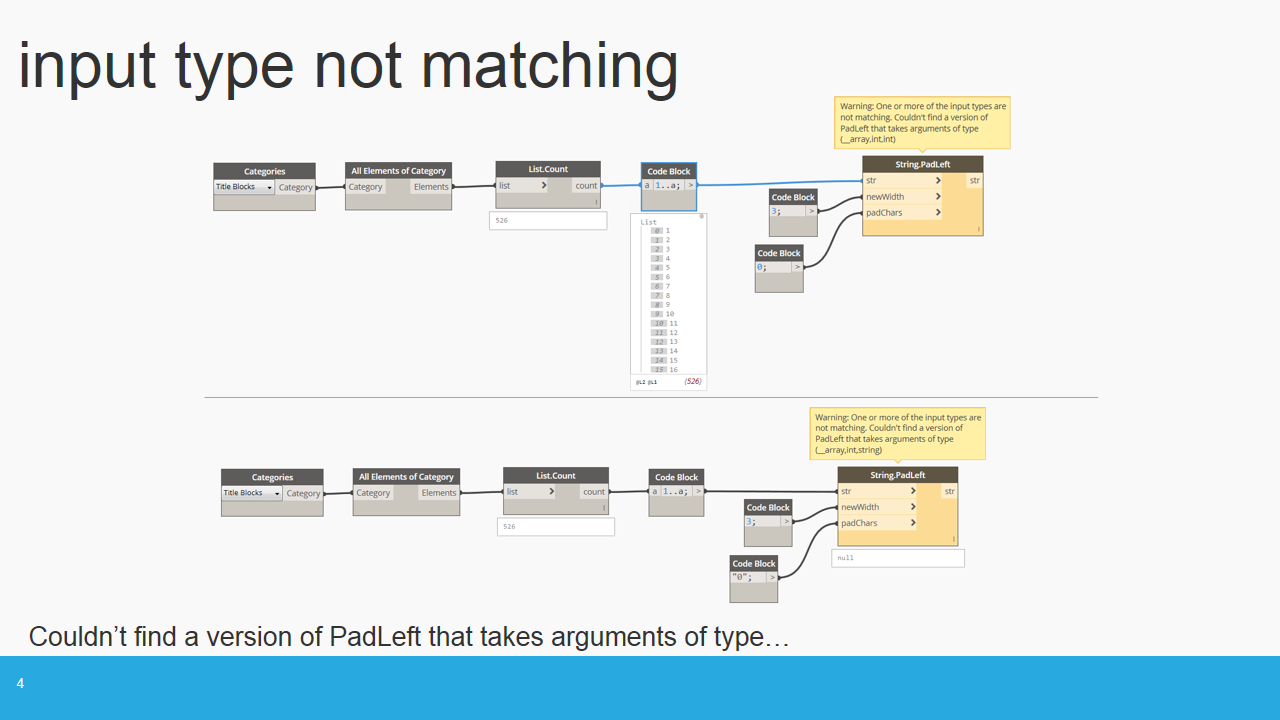 input type not matching
Warning: One or more of the input types are
not matching. Couldn't find a version of
PadLeft that takes arguments of type
(__array,int,int)
Categories
Title Blocks Category
All Elements of Category
Category Elements
List.Count
list > count
l
526
Code Block
a 1..a; >
List
0 1
1 2
2 3
3 4
4 5
5 6
6 7
7 8
8 9
9 10
10 11
11 12
12 13
13 14
14 15
15 16
@L2 @L1 {526}
Code Block
3; >
Code Block
0; >
String.PadLeft
str > str
newWidth >
padChars >
l
Warning: One or more of the input types are
not matching. Couldn't find a version of
PadLeft that takes arguments of type
(__array,int,string)
Categories
Title Blocks Category
All Elements of Category
Category Elements
List.Count
list > count
l
526
Code Block
a 1..a; >
Code Block
3; >
Code Block
"0"; >
String.PadLeft
str > str
newWidth >
padChars >
l
null
Couldn’t find a version of PadLeft that takes arguments of type…
4